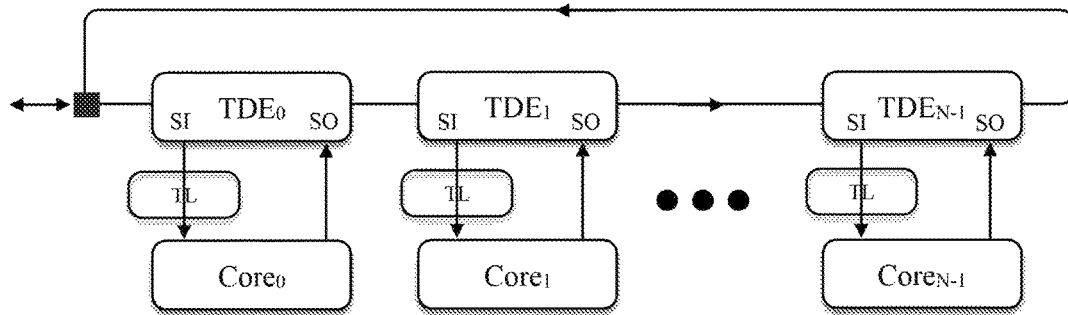 TDE0 TDE1 TDEN-1
SI SO SI SO SI SO
TL TL TL
Core0 Core1 CoreN-1